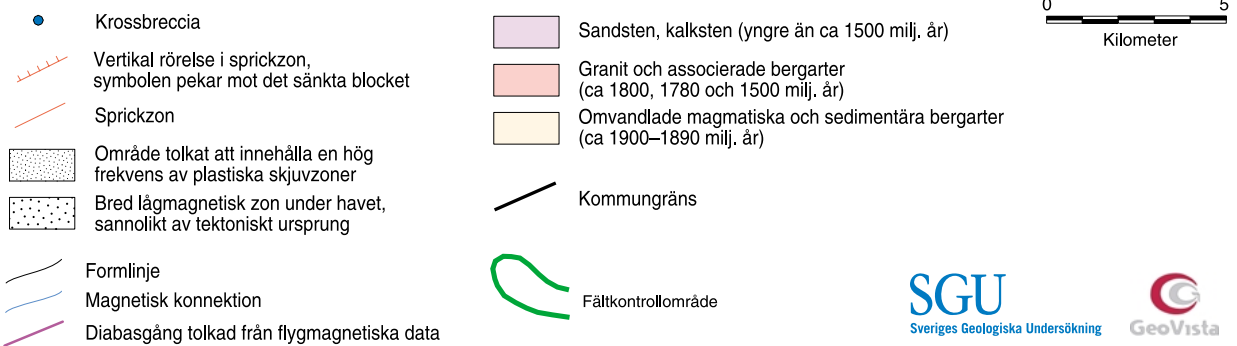 Krossbreccia
Vertikal rörelse i sprickzon,
symbolen pekar mot det sänkta blocket
Sprickzon
Område tolkat att innehålla en hög
frekvens av plastiska skjuvzoner
Bred lågmagnetisk zon under havet,
sannolikt av tektoniskt ursprung
Formlinje
Magnetisk konnektion
Diabasgång tolkad från flygmagnetiska data
Sandsten, kalksten (yngre än ca 1500 milj. år)
Granit och associerade bergarter
(ca 1800, 1780 och 1500 milj. år)
Omvandlade magmatiska och sedimentära bergarter
(ca 1900–1890 milj. år)
Kommungräns
Fältkontrollområde
0 5
Kilometer
SGU
Sveriges Geologiska Undersökning
GeoVista